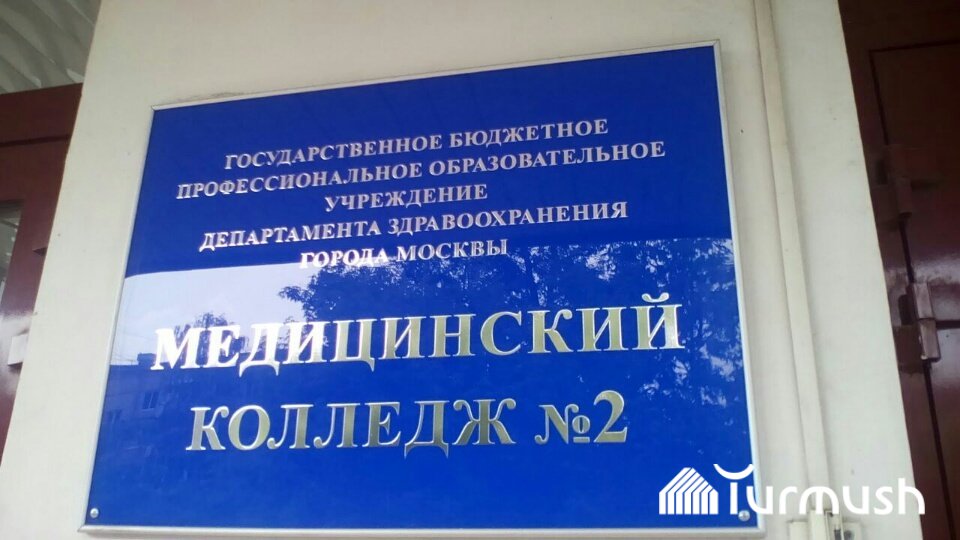 ГОСУДАРСТВЕННОЕ БЮДЖЕТНОЕ
ПРОФЕССИОНАЛЬНОЕ ОБРАЗОВАТЕЛЬНОЕ
УЧРЕЖДЕНИЕ
ДЕПАРТАМЕНТА ЗДРАВООХРАНЕНИЯ
ГОРОДА МОСКВЫ
МЕДИЦИНСКИЙ
КОЛЛЕДЖ №2
Turmush